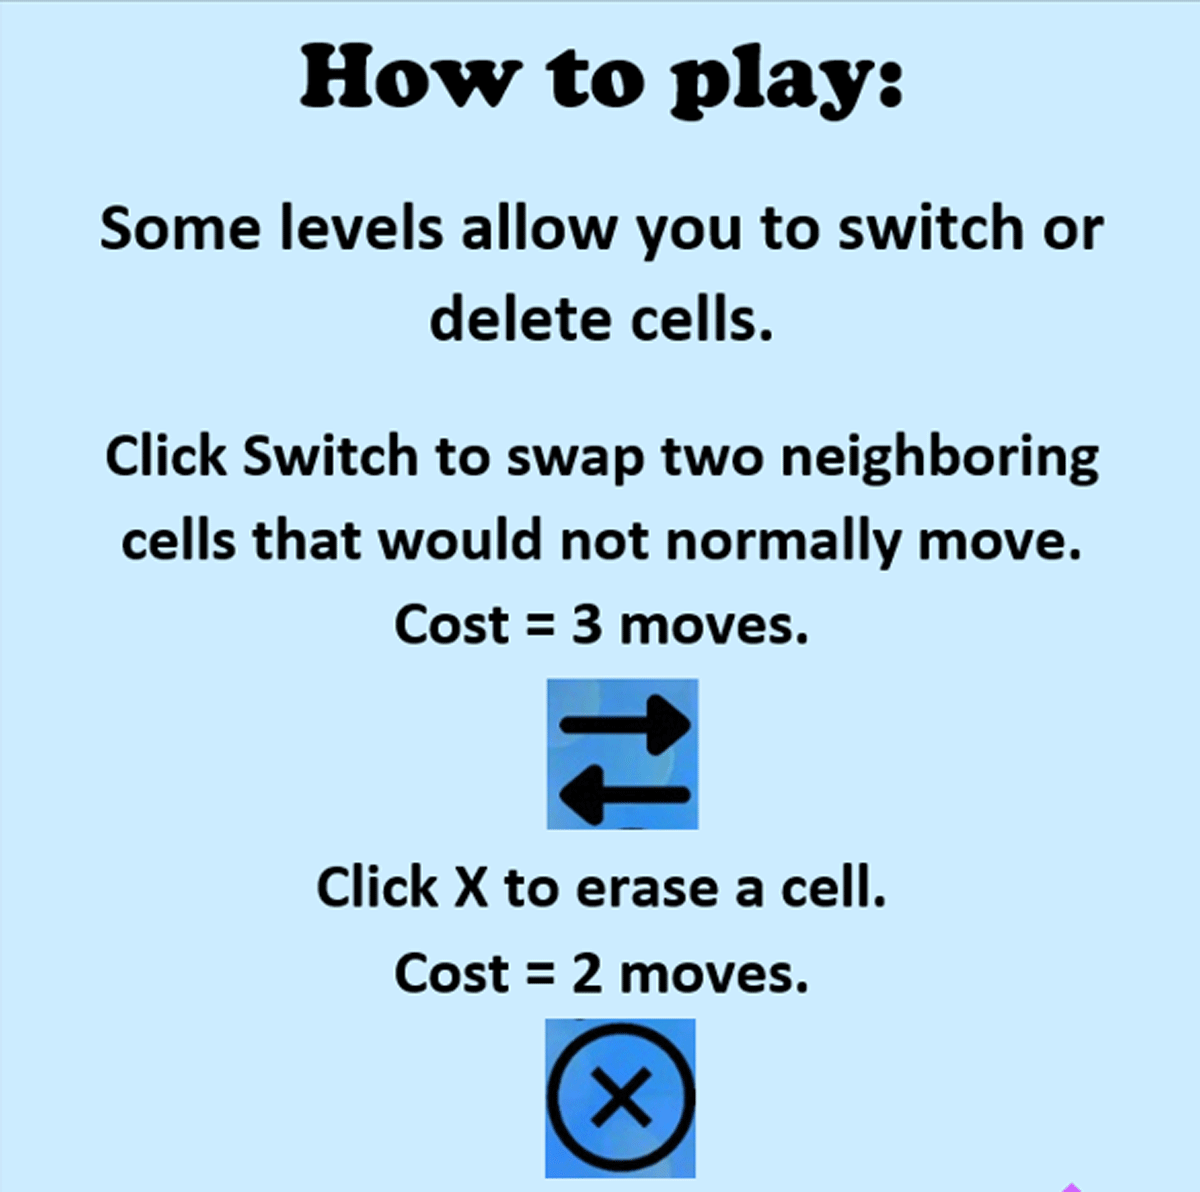 How to play:
Some levels allow you to switch or
delete cells.
Click Switch to swap two neighboring
cells that would not normally move.
Cost = 3 moves.
Click X to erase a cell.
Cost = 2 moves.